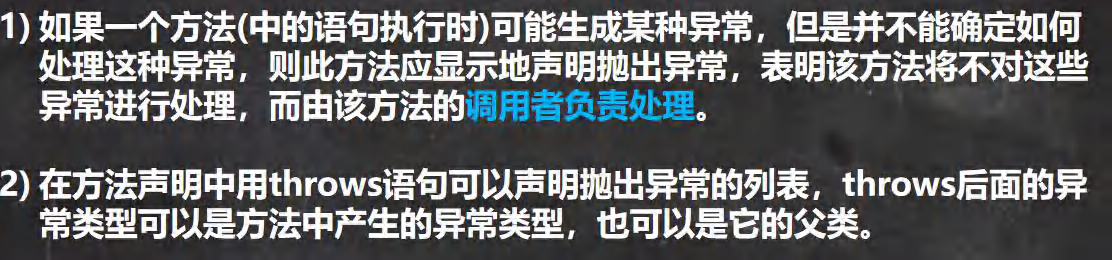 1) 如果一个方法(中的语句执行时)可能生成某种异常，但是并不能确定如何
处理这种异常，则此方法应显示地声明抛出异常，表明该方法将不对这些
异常进行处理，而由该方法的调用者负责处理。
2) 在方法声明中用throws语句可以声明抛出异常的列表，throws后面的异
常类型可以是方法中产生的异常类型，也可以是它的父类。